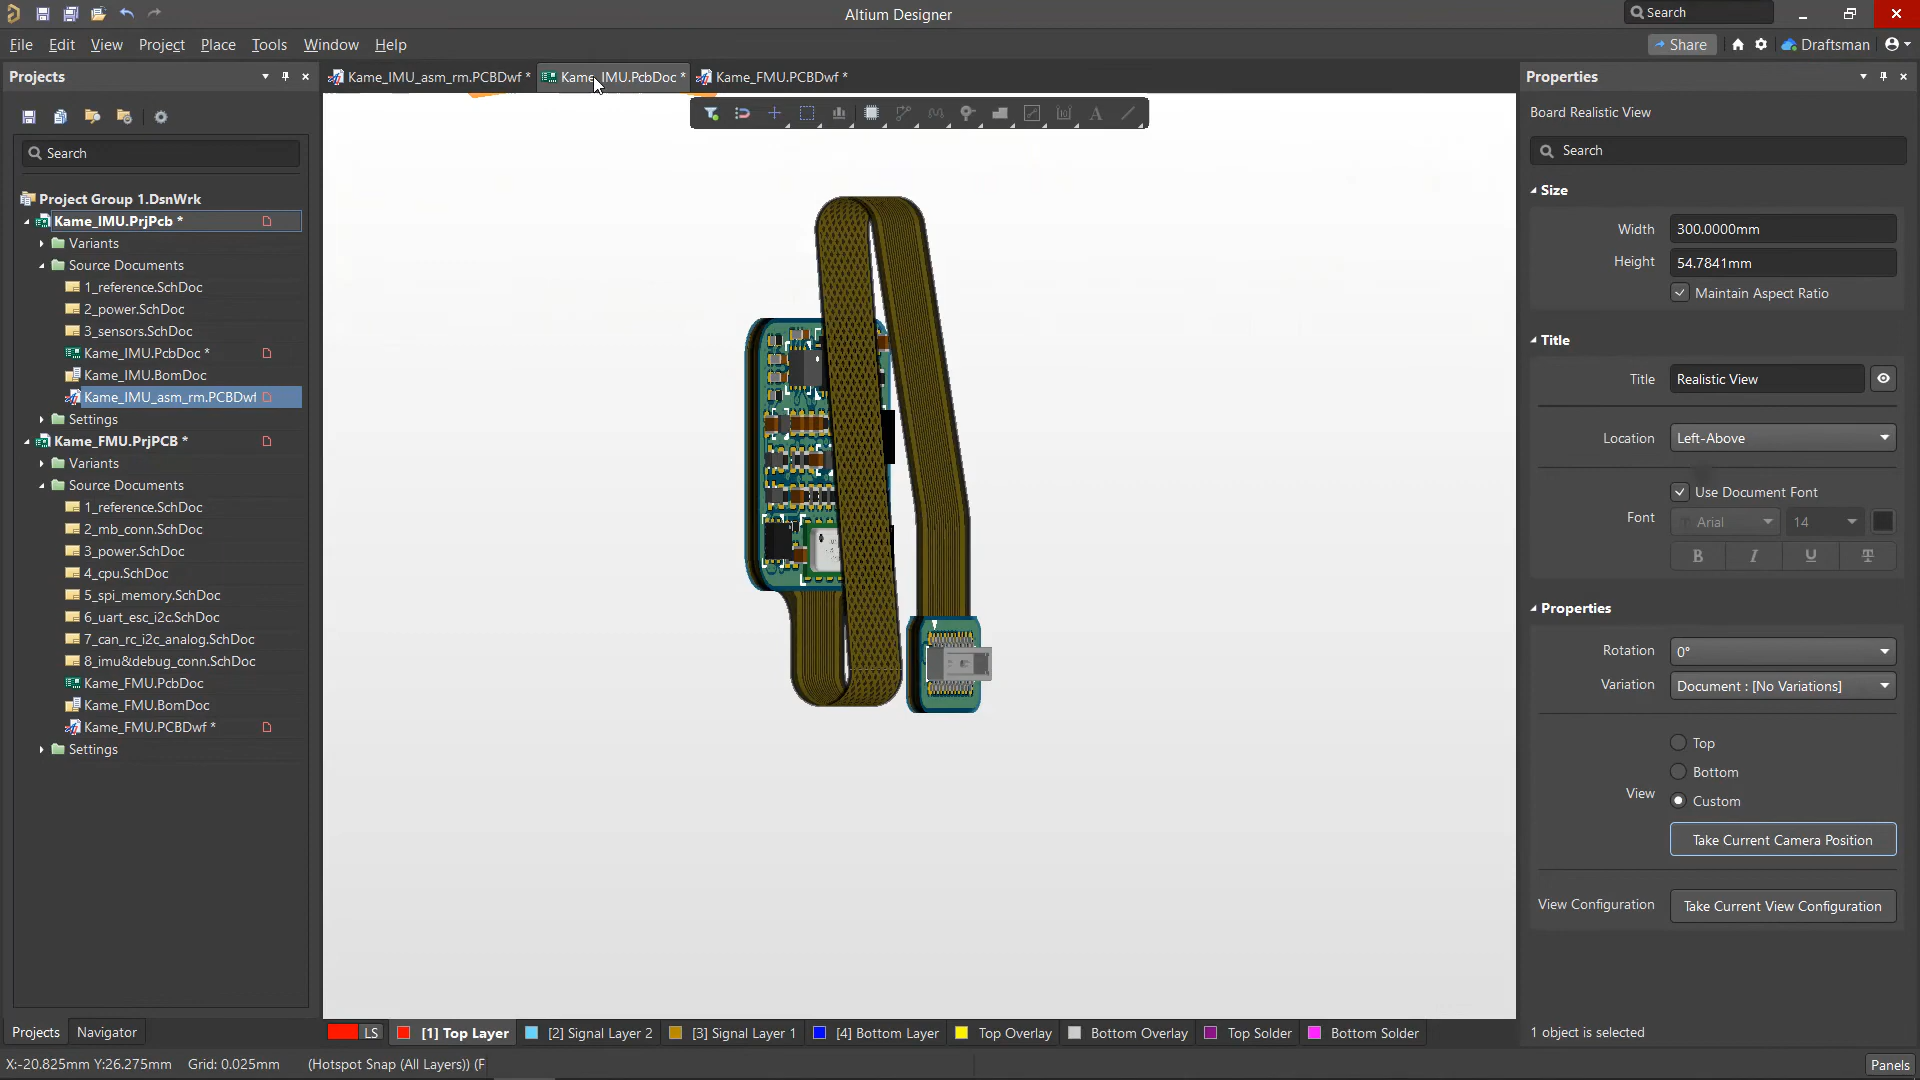 Altium Designer
Search
File Edit View Project Place Tools Window Help
Share
Draftsman
Projects
Kame_IMU_asm_rm.PCBDwf *
Kame_IMU.PcbDoc *
Kame_FMU.PCBDwf *
Properties
Board Realistic View
Search
Search
Size
Width 300.0000mm
Height 54.7841mm
Maintain Aspect Ratio
Title
Title Realistic View
Location Left-Above
Use Document Font
Font Arial 14
B I U T
Properties
Rotation 0°
Variation Document : [No Variations]
Top
Bottom
View
Custom
Take Current Camera Position
View Configuration Take Current View Configuration
1 object is selected
Project Group 1.DsnWrk
Kame_IMU.PrjPcb *
Variants
Source Documents
1_reference.SchDoc
2_power.SchDoc
3_sensors.SchDoc
Kame_IMU.PcbDoc *
Kame_IMU.BomDoc
Kame_IMU_asm_rm.PCBDwf
Settings
Kame_FMU.PrjPCB *
Variants
Source Documents
1_reference.SchDoc
2_mb_conn.SchDoc
3_power.SchDoc
4_cpu.SchDoc
5_spi_memory.SchDoc
6_uart_esc_i2c.SchDoc
7_can_rc_i2c_analog.SchDoc
8_imu&debug_conn.SchDoc
Kame_FMU.PcbDoc
Kame_FMU.BomDoc
Kame_FMU.PCBDwf *
Settings
Projects Navigator
LS [1] Top Layer [2] Signal Layer 2 [3] Signal Layer 1 [4] Bottom Layer Top Overlay Bottom Overlay Top Solder Bottom Solder
X:-20.825mm Y:26.275mm Grid: 0.025mm (Hotspot Snap (All Layers)) (F
Panels